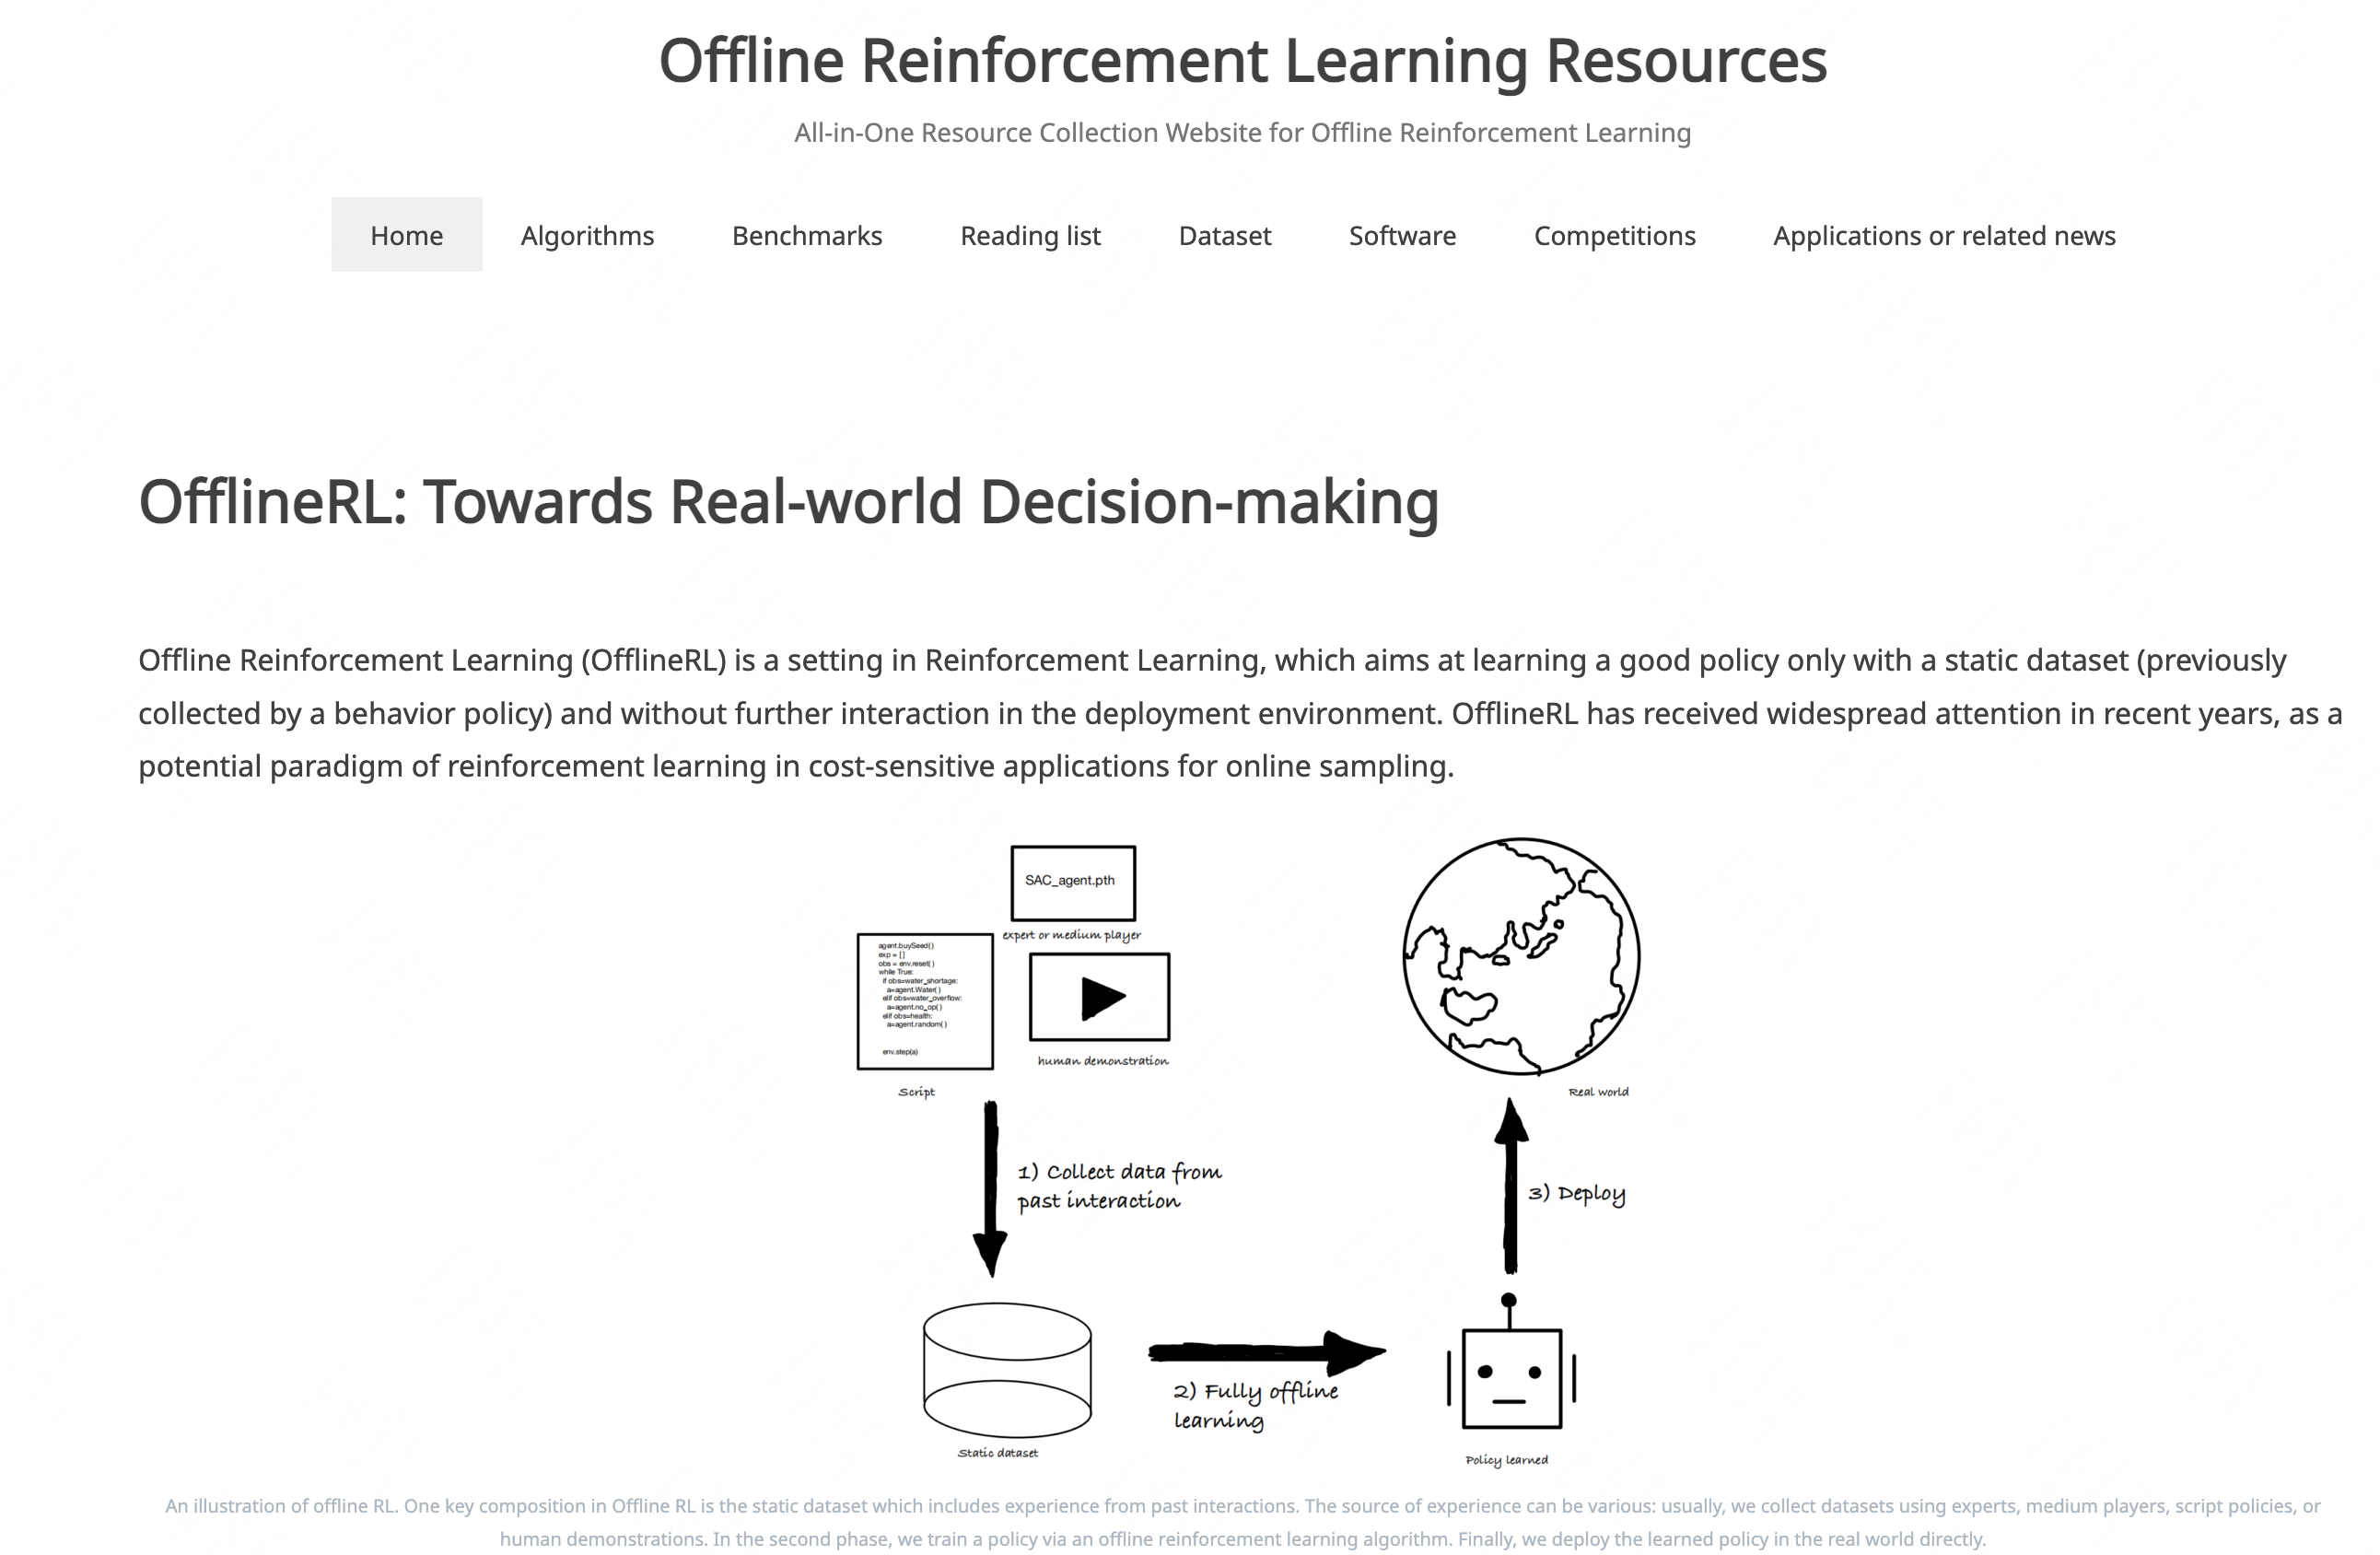 Offline Reinforcement Learning Resources
All-in-One Resource Collection Website for Offline Reinforcement Learning
Home Algorithms Benchmarks Reading list Dataset Software Competitions Applications or related news
OfflineRL: Towards Real-world Decision-making
Offline Reinforcement Learning (OfflineRL) is a setting in Reinforcement Learning, which aims at learning a good policy only with a static dataset (previously
collected by a behavior policy) and without further interaction in the deployment environment. OfflineRL has received widespread attention in recent years, as a
potential paradigm of reinforcement learning in cost-sensitive applications for online sampling.
SAC_agent.pth
expert or medium player
agent.buySeed()
exp = []
obs = env.reset()
while True:
if obs=water_shortage:
a=agent.Water()
elif obs=water_overflow:
a=agent.no_op()
elif obs=health:
a=agent.random()
env.step(a)
Script
human demonstration
Real world
1) Collect data from
past interaction
3) Deploy
2) Fully offline
learning
Static dataset
Policy learned
An illustration of offline RL. One key composition in Offline RL is the static dataset which includes experience from past interactions. The source of experience can be various: usually, we collect datasets using experts, medium players, script policies, or
human demonstrations. In the second phase, we train a policy via an offline reinforcement learning algorithm. Finally, we deploy the learned policy in the real world directly.